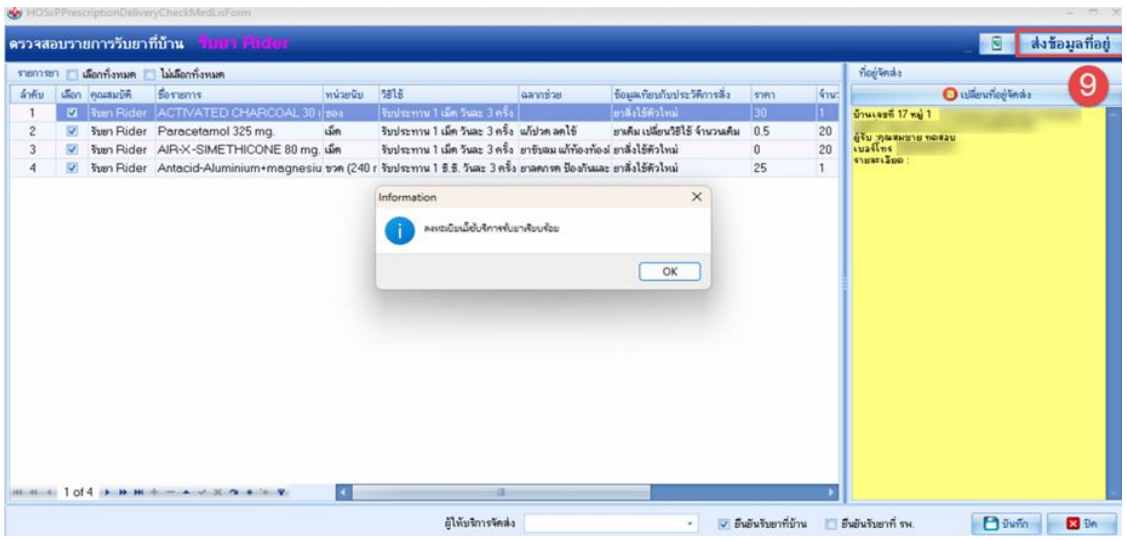 HOSxPPrescriptionDeliveryCheckMedLisForm
ตรวจสอบรายการรับยาที่บ้าน รับยา Rider
ส่งข้อมูลที่อยู่
9
รายการยา เลือกทั้งหมด ไม่เลือกทั้งหมด
ที่อยู่จัดส่ง
เปลี่ยนที่อยู่จัดส่ง
ลำดับ เลือก คุณสมบัติ ชื่อรายการ หน่วยนับ วิธีใช้ ฉลากช่วย ข้อมูลเทียบกับประวัติการสั่ง ราคา จำนว
1 รับยา Rider ACTIVATED CHARCOAL 30 ( ซอง รับประทาน 1 เม็ด วันละ 3 ครั้ง ยาสั่งใช้ตัวใหม่ 30 1
2 รับยา Rider Paracetamol 325 mg. เม็ด รับประทาน 1 เม็ด วันละ 3 ครั้ง แก้ปวด ลดไข้ ยาเดิม เปลี่ยนวิธีใช้ จำนวนเดิม 0.5 20
3 รับยา Rider AIR-X-SIMETHICONE 80 mg. เม็ด รับประทาน 1 เม็ด วันละ 3 ครั้ง ยาขับลม แก้ท้องท้องเ ยาสั่งใช้ตัวใหม่ 0 20
4 รับยา Rider Antacid-Aluminium+magnesiu ขวด (240 r รับประทาน 1 ซี.ซี. วันละ 3 ครั้ง ยาลดกรด ป้องกันและ ยาสั่งใช้ตัวใหม่ 25 1
บ้านเลขที่ 17 หมู่ 1
ผู้รับ :คุณสมชาย ทดสอบ
เบอร์โทร
รายละเอียด :
Information
ลงทะเบียนเมื่อรับบริการรับยาเรียบร้อย
OK
1 of 4
ผู้ให้บริการจัดส่ง ยืนยันรับยาที่บ้าน ยืนยันรับยาที่ รพ. บันทึก ปิด